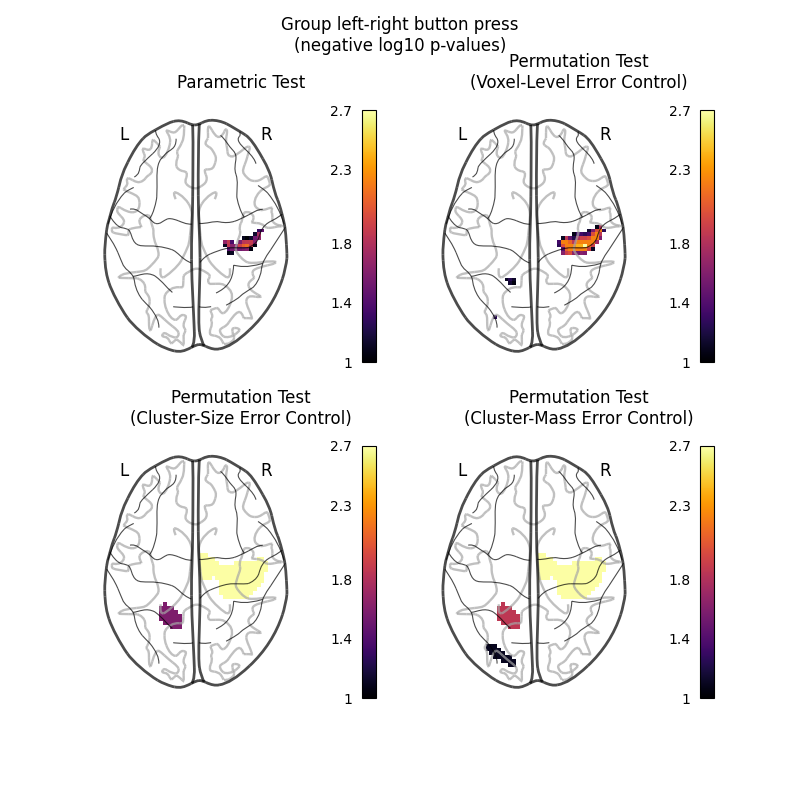 Group left-right button press
(negative log10 p-values)
Parametric Test
Permutation Test
(Voxel-Level Error Control)
L
R
2.7
2.3
1.8
1.4
1
L
R
2.7
2.3
1.8
1.4
1
Permutation Test
(Cluster-Size Error Control)
Permutation Test
(Cluster-Mass Error Control)
L
R
2.7
2.3
1.8
1.4
1
L
R
2.7
2.3
1.8
1.4
1